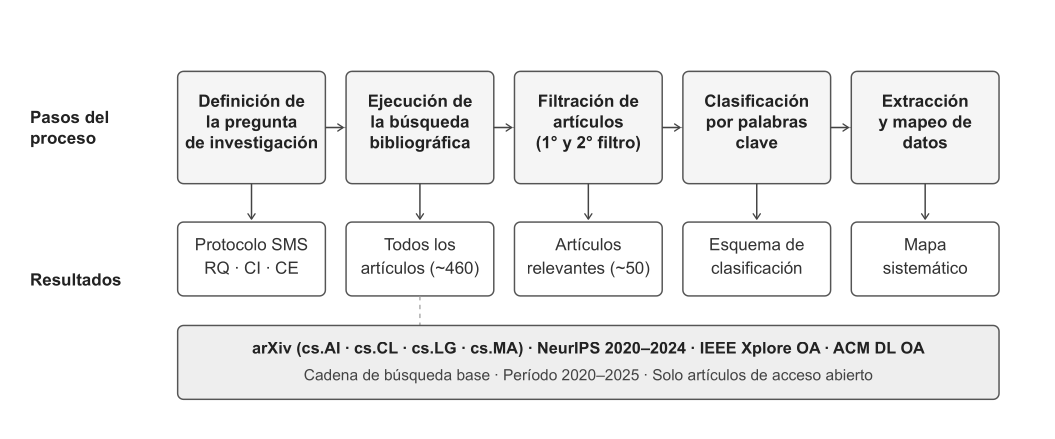 Pasos del
proceso
Definición de
la pregunta
de investigación
Ejecución de
la búsqueda
bibliográfica
Filtración de
artículos
(1° y 2° filtro)
Clasificación
por palabras
clave
Extracción
y mapeo de
datos
Resultados
Protocolo SMS
RQ · CI · CE
Todos los
artículos (~460)
Artículos
relevantes (~50)
Esquema de
clasificación
Mapa
sistemático
arXiv (cs.AI · cs.CL · cs.LG · cs.MA) · NeurIPS 2020–2024 · IEEE Xplore OA · ACM DL OA
Cadena de búsqueda base · Período 2020–2025 · Solo artículos de acceso abierto